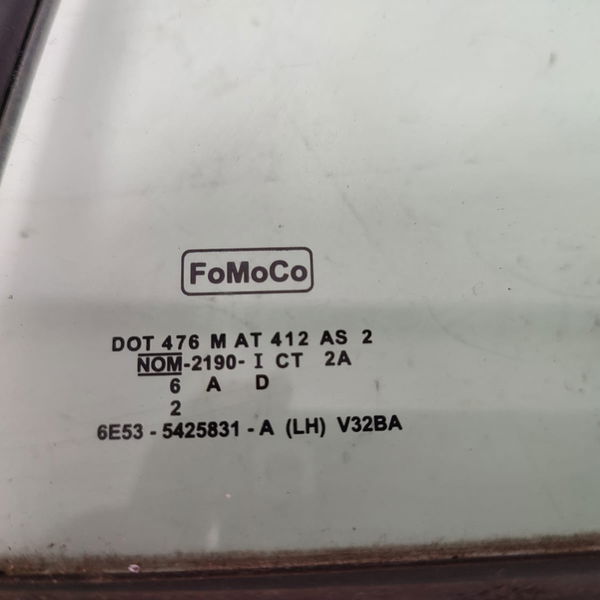 FoMoCo
DOT 476 M AT 412 AS 2
NOM-2190- I CT 2A
6 A D
2
6E53 - 5425831 - A (LH) V32BA